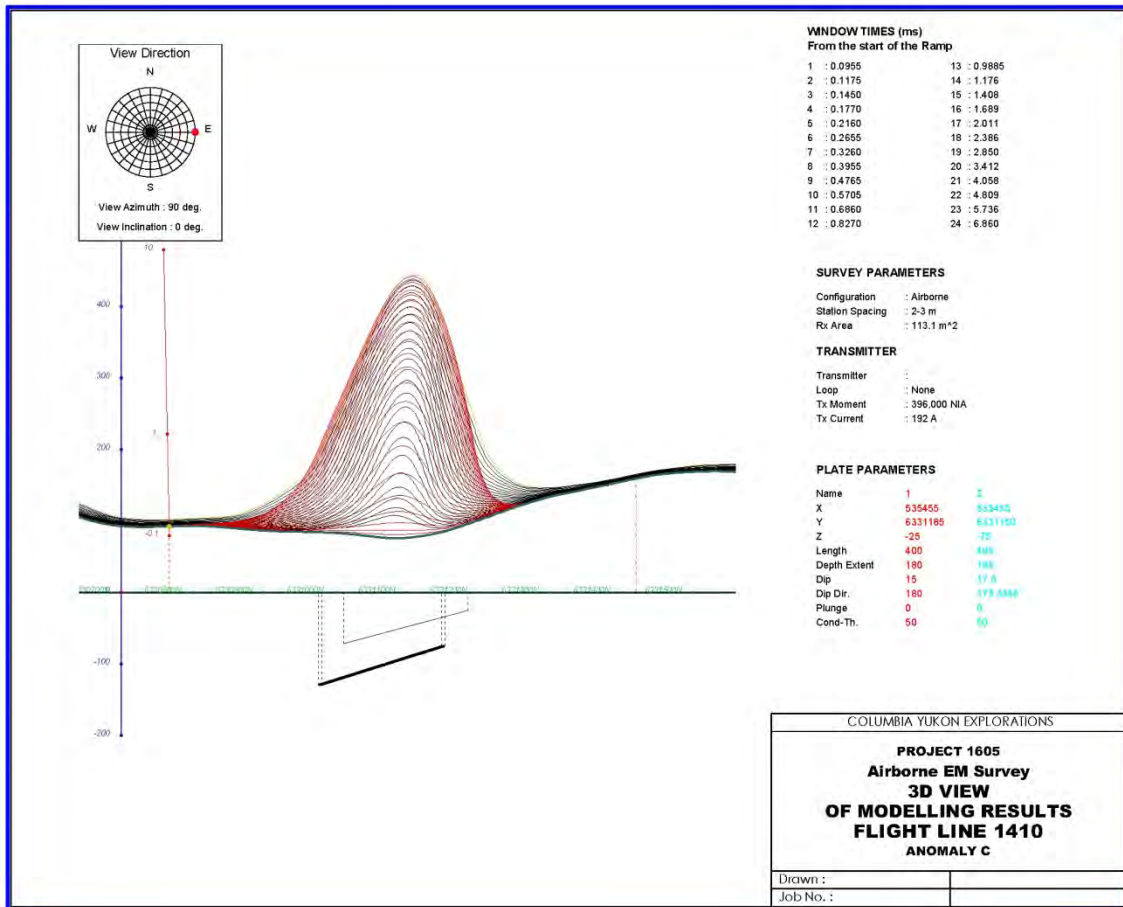 View Direction
N
W
E
S
View Azimuth : 90 deg.
View Inclination : 0 deg.
10
400
300
200
1
-0.1
-100
-200
WINDOW TIMES (ms)
From the start of the Ramp
1 : 0.0955 13 : 0.9885
2 : 0.1175 14 : 1.176
3 : 0.1450 15 : 1.408
4 : 0.1770 16 : 1.689
5 : 0.2160 17 : 2.011
6 : 0.2655 18 : 2.386
7 : 0.3260 19 : 2.850
8 : 0.3955 20 : 3.412
9 : 0.4765 21 : 4.058
10 : 0.5705 22 : 4.809
11 : 0.6860 23 : 5.736
12 : 0.8270 24 : 6.860
SURVEY PARAMETERS
Configuration : Airborne
Station Spacing : 2-3 m
Rx Area : 113.1 m^2
TRANSMITTER
Transmitter :
Loop : None
Tx Moment : 396,000 NIA
Tx Current : 192 A
PLATE PARAMETERS
Name 1 2
X 535455
Y 6331185
Z -25 -75
Length 400
Depth Extent 180
Dip 15
Dip Dir. 180
Plunge 0 0
Cond-Th. 50
COLUMBIA YUKON EXPLORATIONS
PROJECT 1605
Airborne EM Survey
3D VIEW
OF MODELLING RESULTS
FLIGHT LINE 1410
ANOMALY C
Drawn :
Job No. :